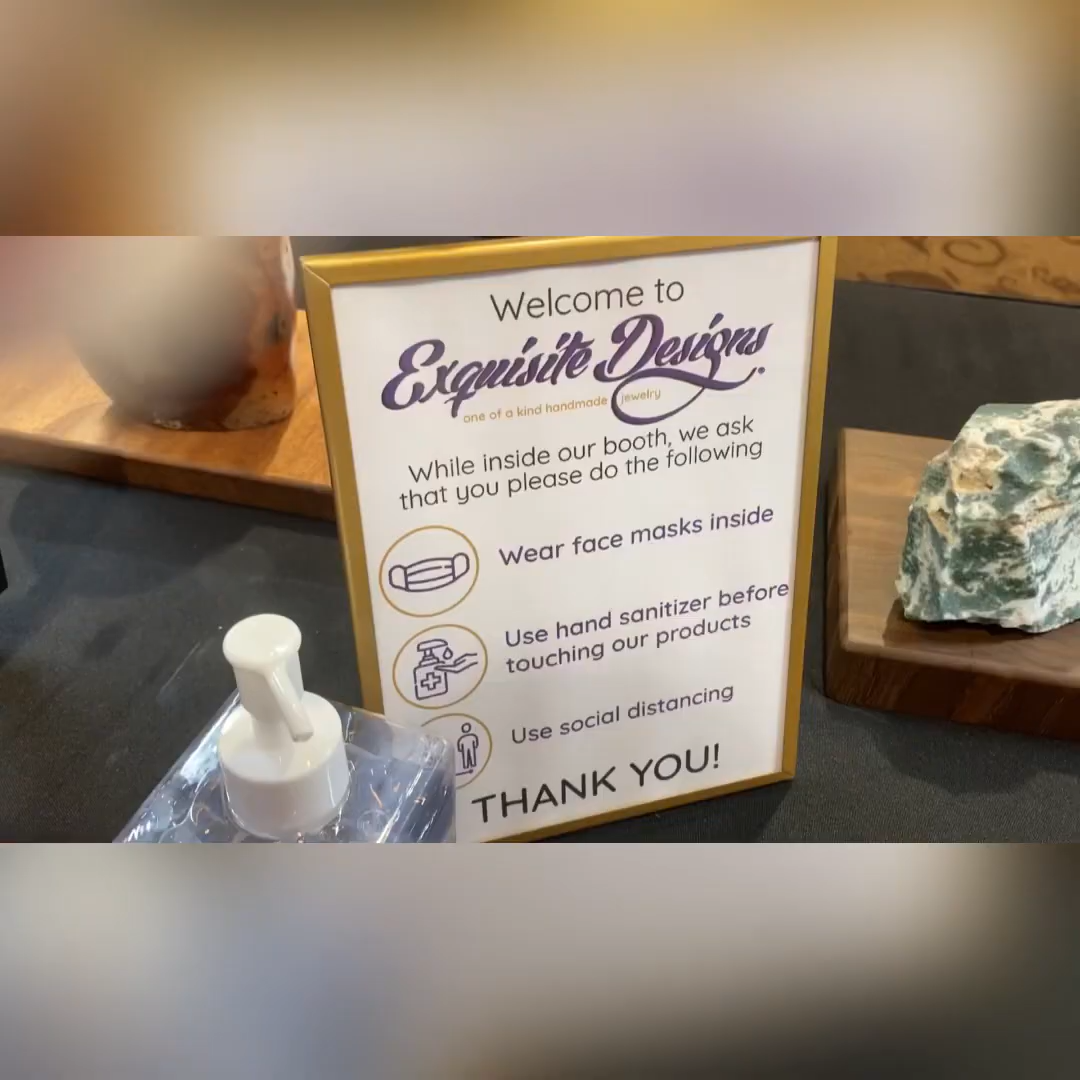 Welcome to
Exquisite Designs
one of a kind handmade jewelry
While inside our booth, we ask
that you please do the following
Wear face masks inside
Use hand sanitizer before
touching our products
Use social distancing
THANK YOU!